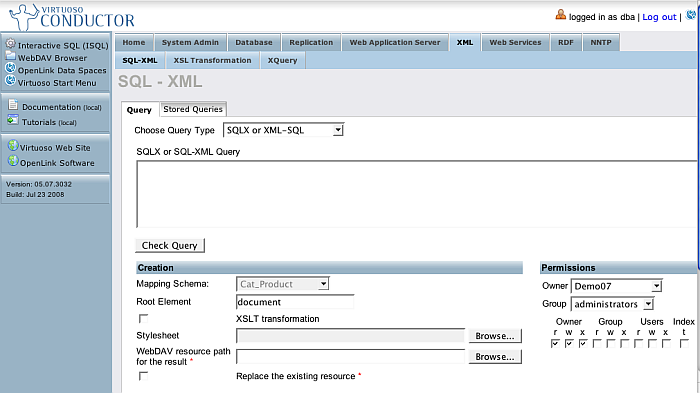 VIRTUOSO
CONDUCTOR
logged in as dba | Log out |
Interactive SQL (ISQL)
WebDAV Browser
OpenLink Data Spaces
Virtuoso Start Menu
Documentation (local)
Tutorials (local)
Virtuoso Web Site
OpenLink Software
Version: 05.07.3032
Build: Jul 23 2008
Home System Admin Database Replication Web Application Server XML Web Services RDF NNTP
SQL-XML XSL Transformation XQuery
SQL - XML
Query Stored Queries
Choose Query Type SQLX or XML-SQL
SQLX or SQL-XML Query
Check Query
Creation
Mapping Schema: Cat_Product
Root Element document
XSLT transformation
Stylesheet Browse...
WebDAV resource path
for the result * Browse...
Replace the existing resource *
Permissions
Owner Demo07
Group administrators
Owner Group Users Index
r w x r w x r w x t